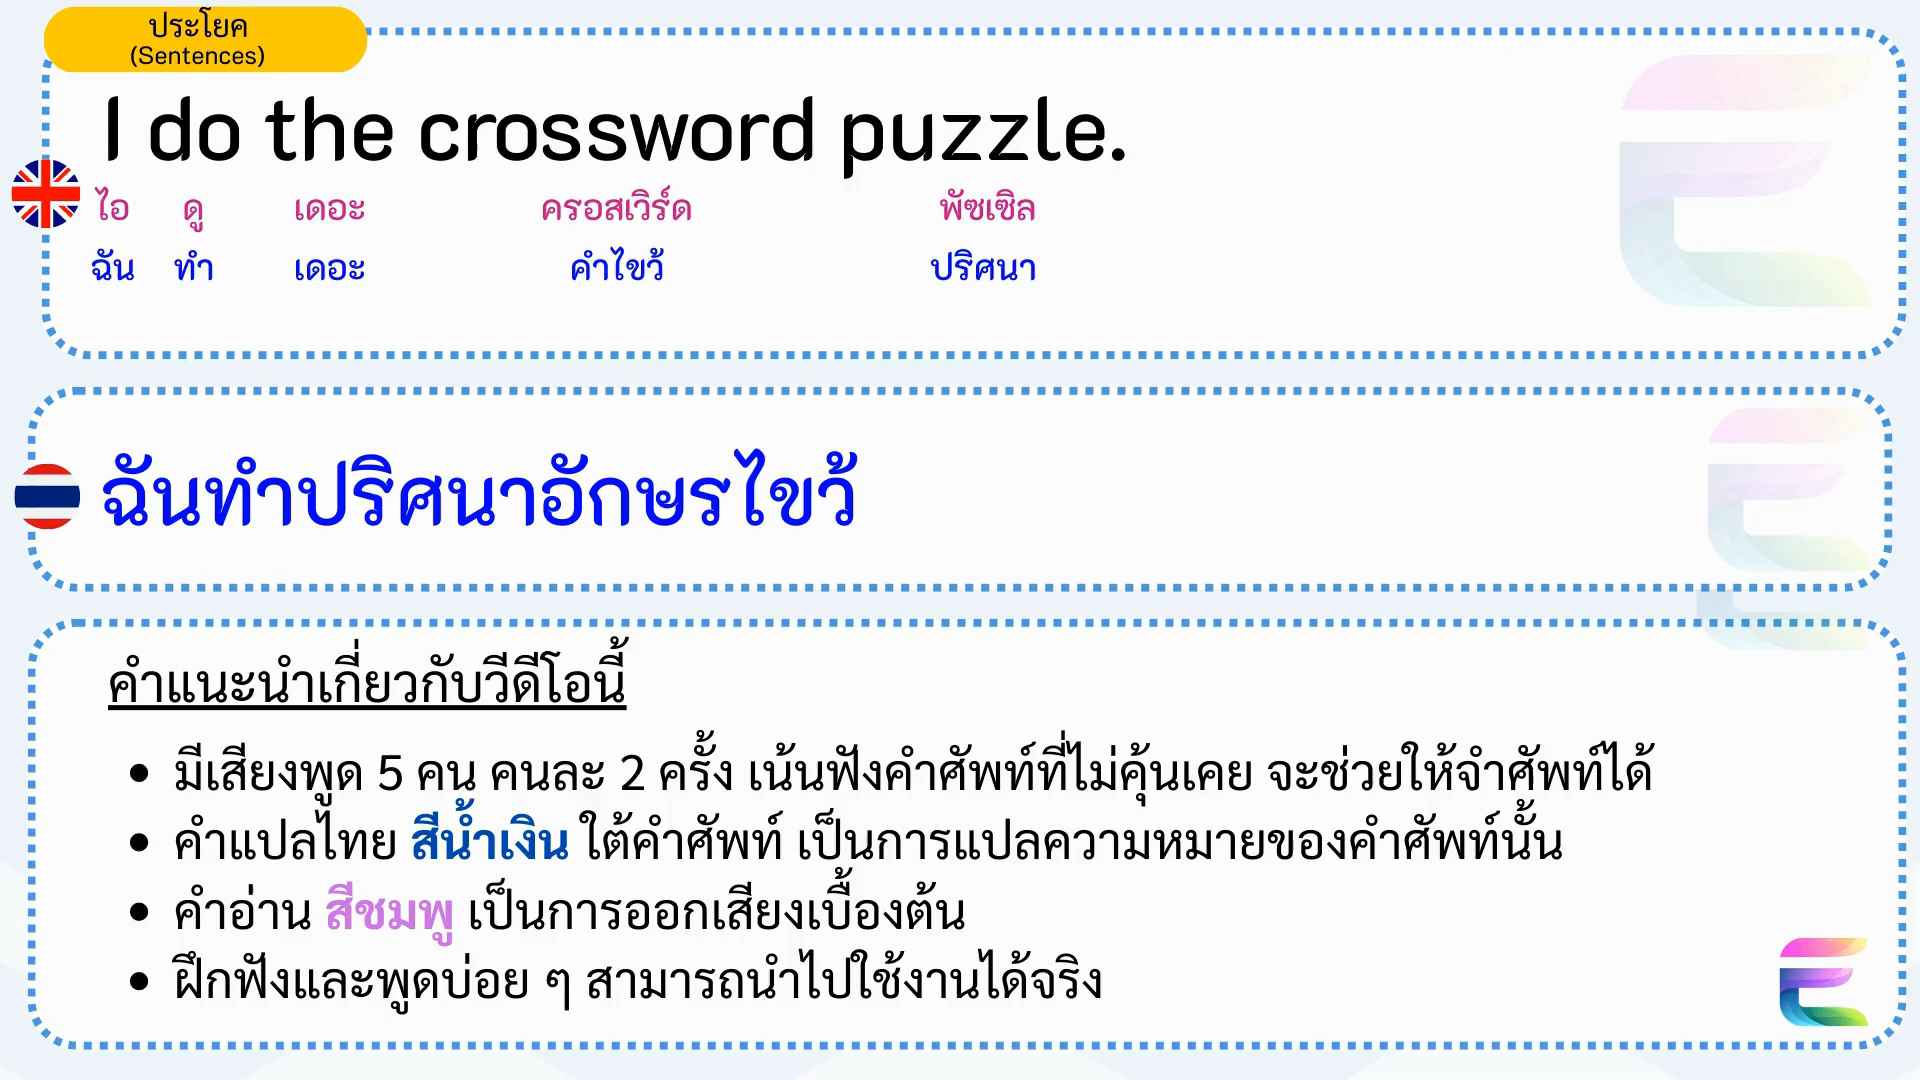 ประโยค
(Sentences)
I do the crossword puzzle.
ไอ ดู เดอะ ครอสเวิร์ด พัซเซิล
ฉัน ทำ เดอะ คำไขว้ ปริศนา
ฉันทำปริศนาอักษรไขว้
คำแนะนำเกี่ยวกับวีดีโอนี้
• มีเสียงพูด 5 คน คนละ 2 ครั้ง เน้นฟังคำศัพท์ที่ไม่คุ้นเคย จะช่วยให้จำศัพท์ได้
• คำแปลไทย สีน้ำเงิน ใต้คำศัพท์ เป็นการแปลความหมายของคำศัพท์นั้น
• คำอ่าน สีชมพู เป็นการออกเสียงเบื้องต้น
• ฝึกฟังและพูดบ่อย ๆ สามารถนำไปใช้งานได้จริง